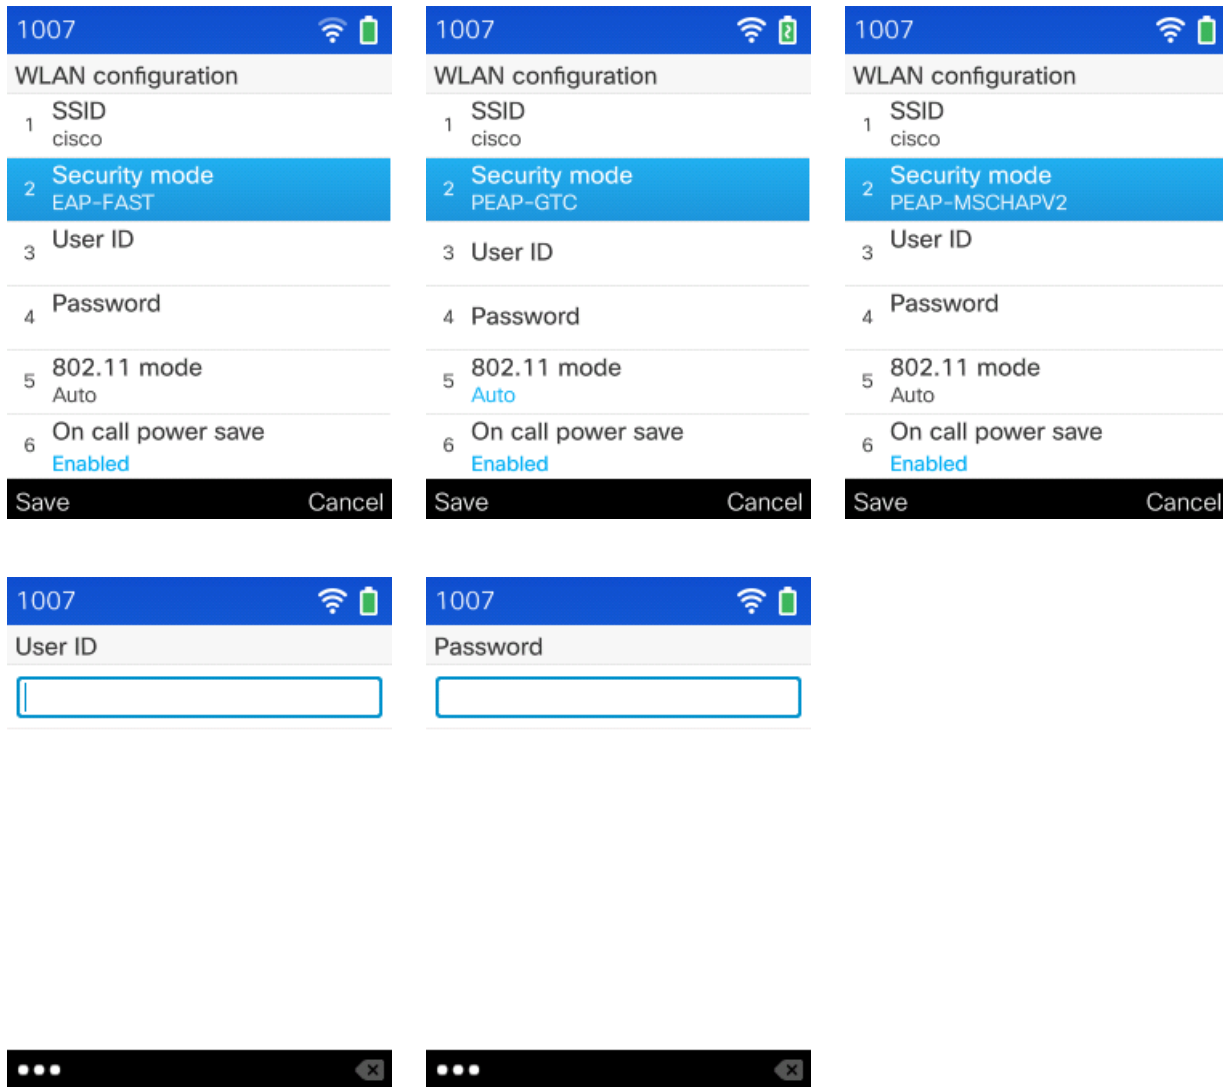 1007
WLAN configuration
1 SSID
cisco
2 Security mode
EAP-FAST
3 User ID
4 Password
5 802.11 mode
Auto
6 On call power save
Enabled
Save Cancel
1007
WLAN configuration
1 SSID
cisco
2 Security mode
PEAP-GTC
3 User ID
4 Password
5 802.11 mode
Auto
6 On call power save
Enabled
Save Cancel
1007
WLAN configuration
1 SSID
cisco
2 Security mode
PEAP-MSCHAPV2
3 User ID
4 Password
5 802.11 mode
Auto
6 On call power save
Enabled
Save Cancel
1007
User ID
1007
Password